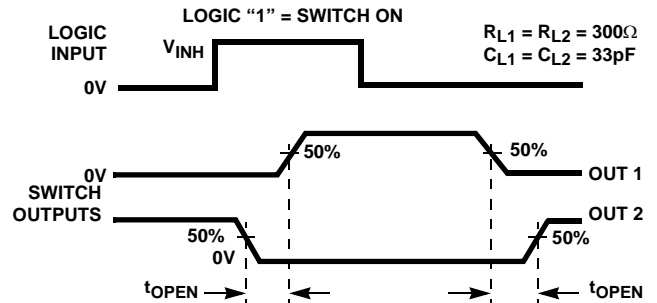 LOGIC “1” = SWITCH ON
LOGIC
INPUT
VINH
0V
RL1 = RL2 = 300Ω
CL1 = CL2 = 33pF
0V
50%
50%
OUT 1
SWITCH
OUTPUTS
50%
0V
50%
OUT 2
tOPEN
tOPEN